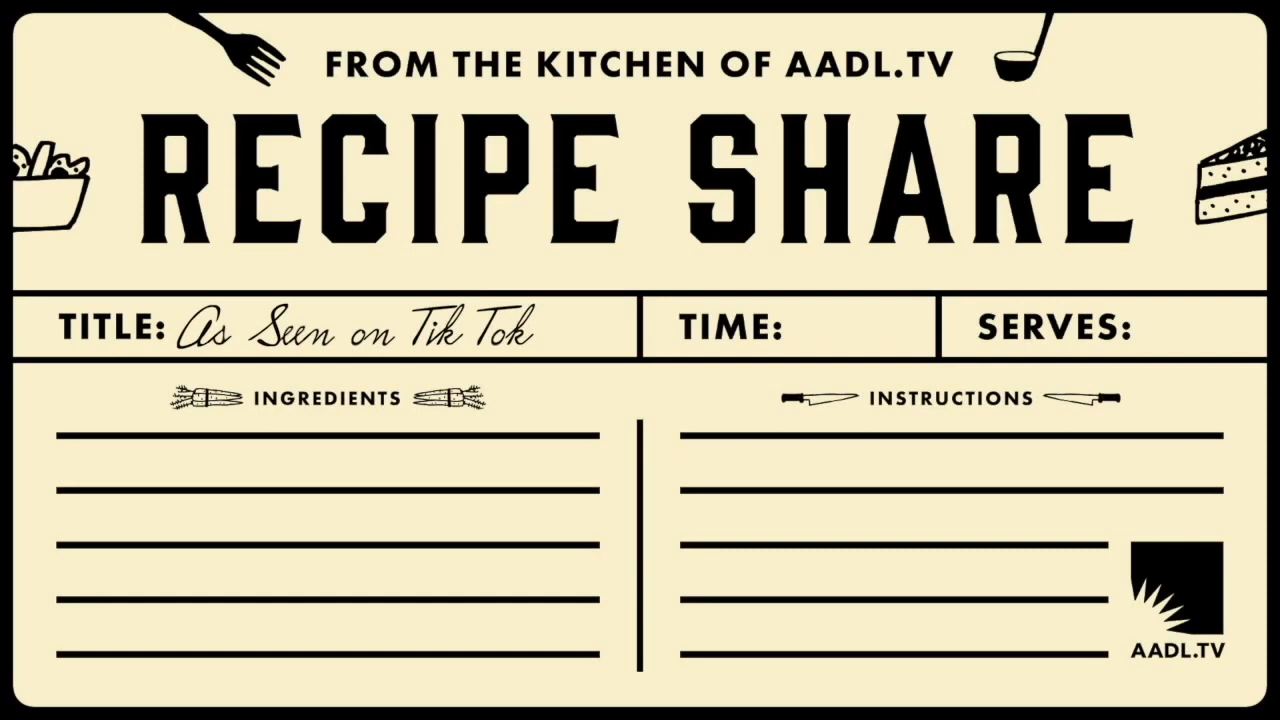 FROM THE KITCHEN OF AADL.TV
RECIPE SHARE
TITLE: As Seen on Tik Tok
TIME:
SERVES:
INGREDIENTS
INSTRUCTIONS
AADL.TV